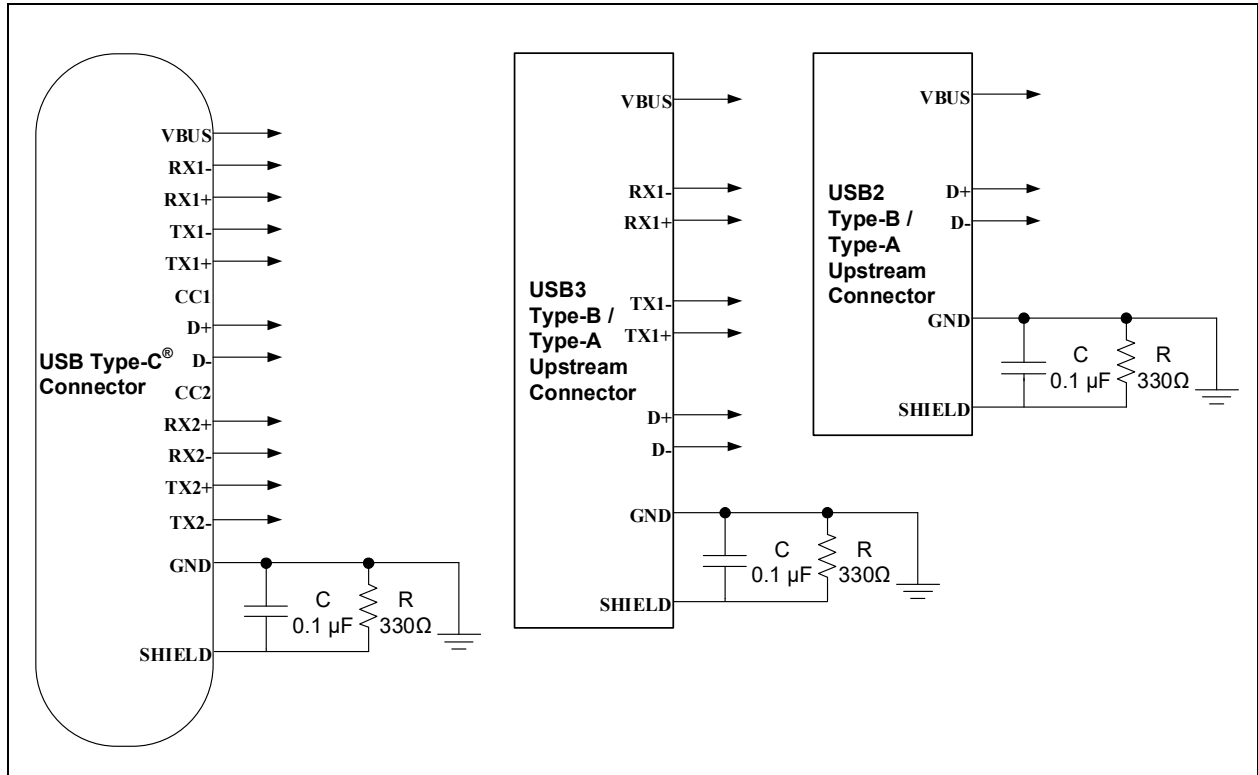 VBUS
RX1-
RX1+
TX1-
TX1+
CC1
D+
D-
CC2
RX2+
RX2-
TX2+
TX2-
GND
SHIELD
USB Type-C®
Connector
C
0.1 µF
R
330Ω
VBUS
RX1-
RX1+
TX1-
TX1+
D+
D-
GND
SHIELD
USB3
Type-B /
Type-A
Upstream
Connector
C
0.1 µF
R
330Ω
VBUS
D+
D-
GND
SHIELD
USB2
Type-B /
Type-A
Upstream
Connector
C
0.1 µF
R
330Ω